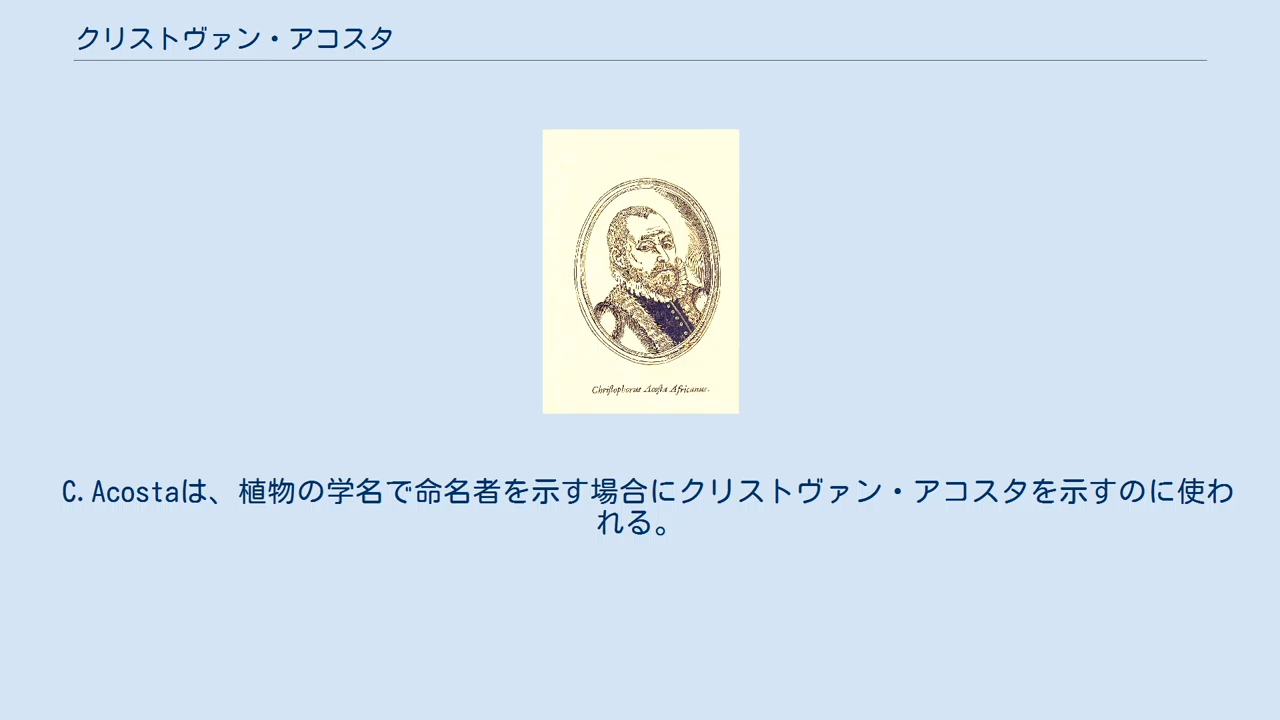 クリストヴァン・アコスタ
Christophorus Acosta Africanus.
C. Acostaは、植物の学名で命名者を示す場合にクリストヴァン・アコスタを示すのに使わ
れる。